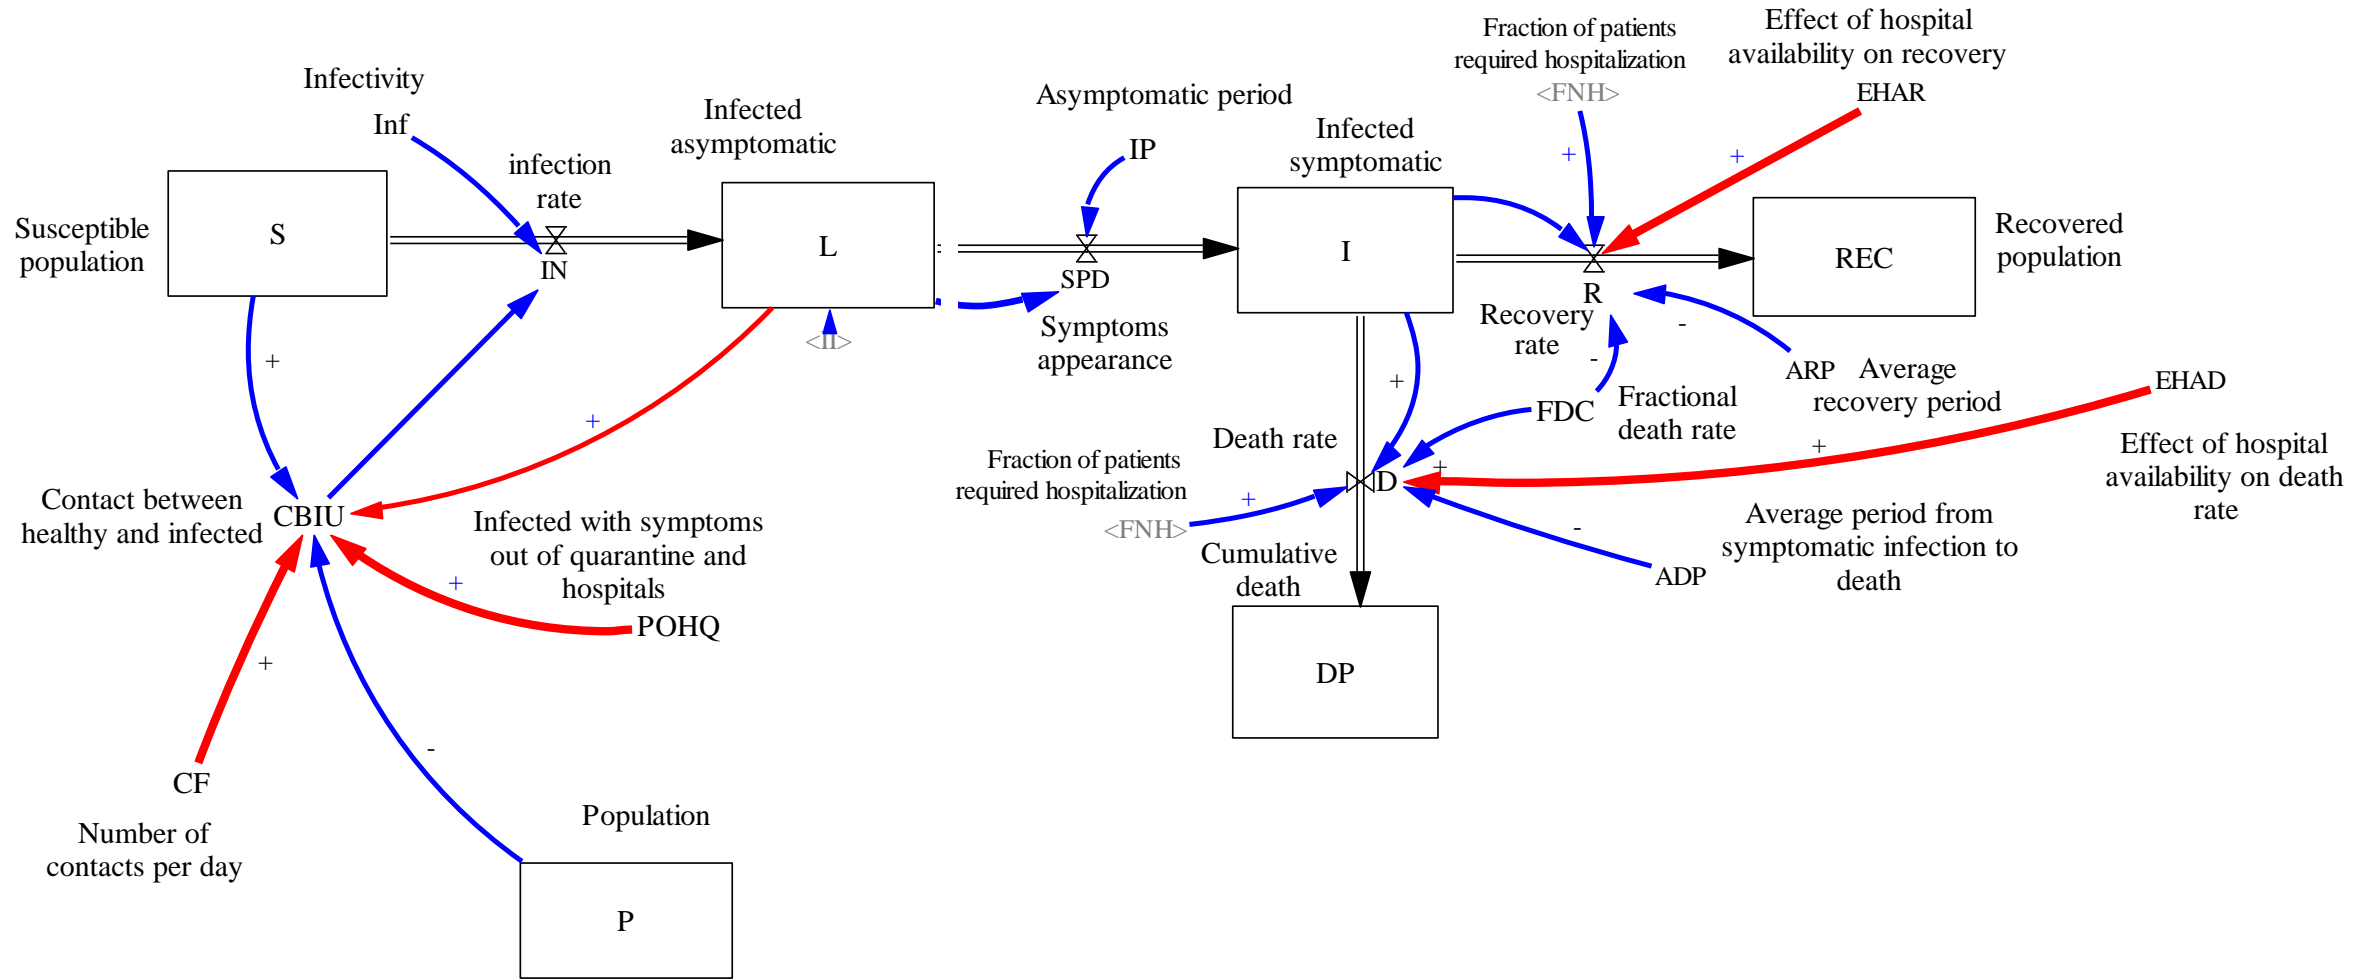 Fraction of patients
required hospitalization
<FNH>
Effect of hospital
availability on recovery
EHAR
Infectivity
Inf
Asymptomatic period
IP
Infected
asymptomatic
Infected
symptomatic
infection
rate
+
+
Susceptible
population
S
IN
L
SPD
I
R
REC
Recovered
population
<II>
Symptoms
appearance
Recovery
rate
-
-
+
+
ARP
Average
recovery period
EHAD
+
FDC
Fractional
death rate
Death rate
+
+
Effect of hospital
availability on death
rate
Fraction of patients
required hospitalization
<FNH>
+
D
-
Average period from
symptomatic infection to
death
ADP
Contact between
healthy and infected
CBIU
Infected with symptoms
out of quarantine and
hospitals
+
POHQ
Cumulative
death
DP
+
-
CF
Number of
contacts per day
Population
P